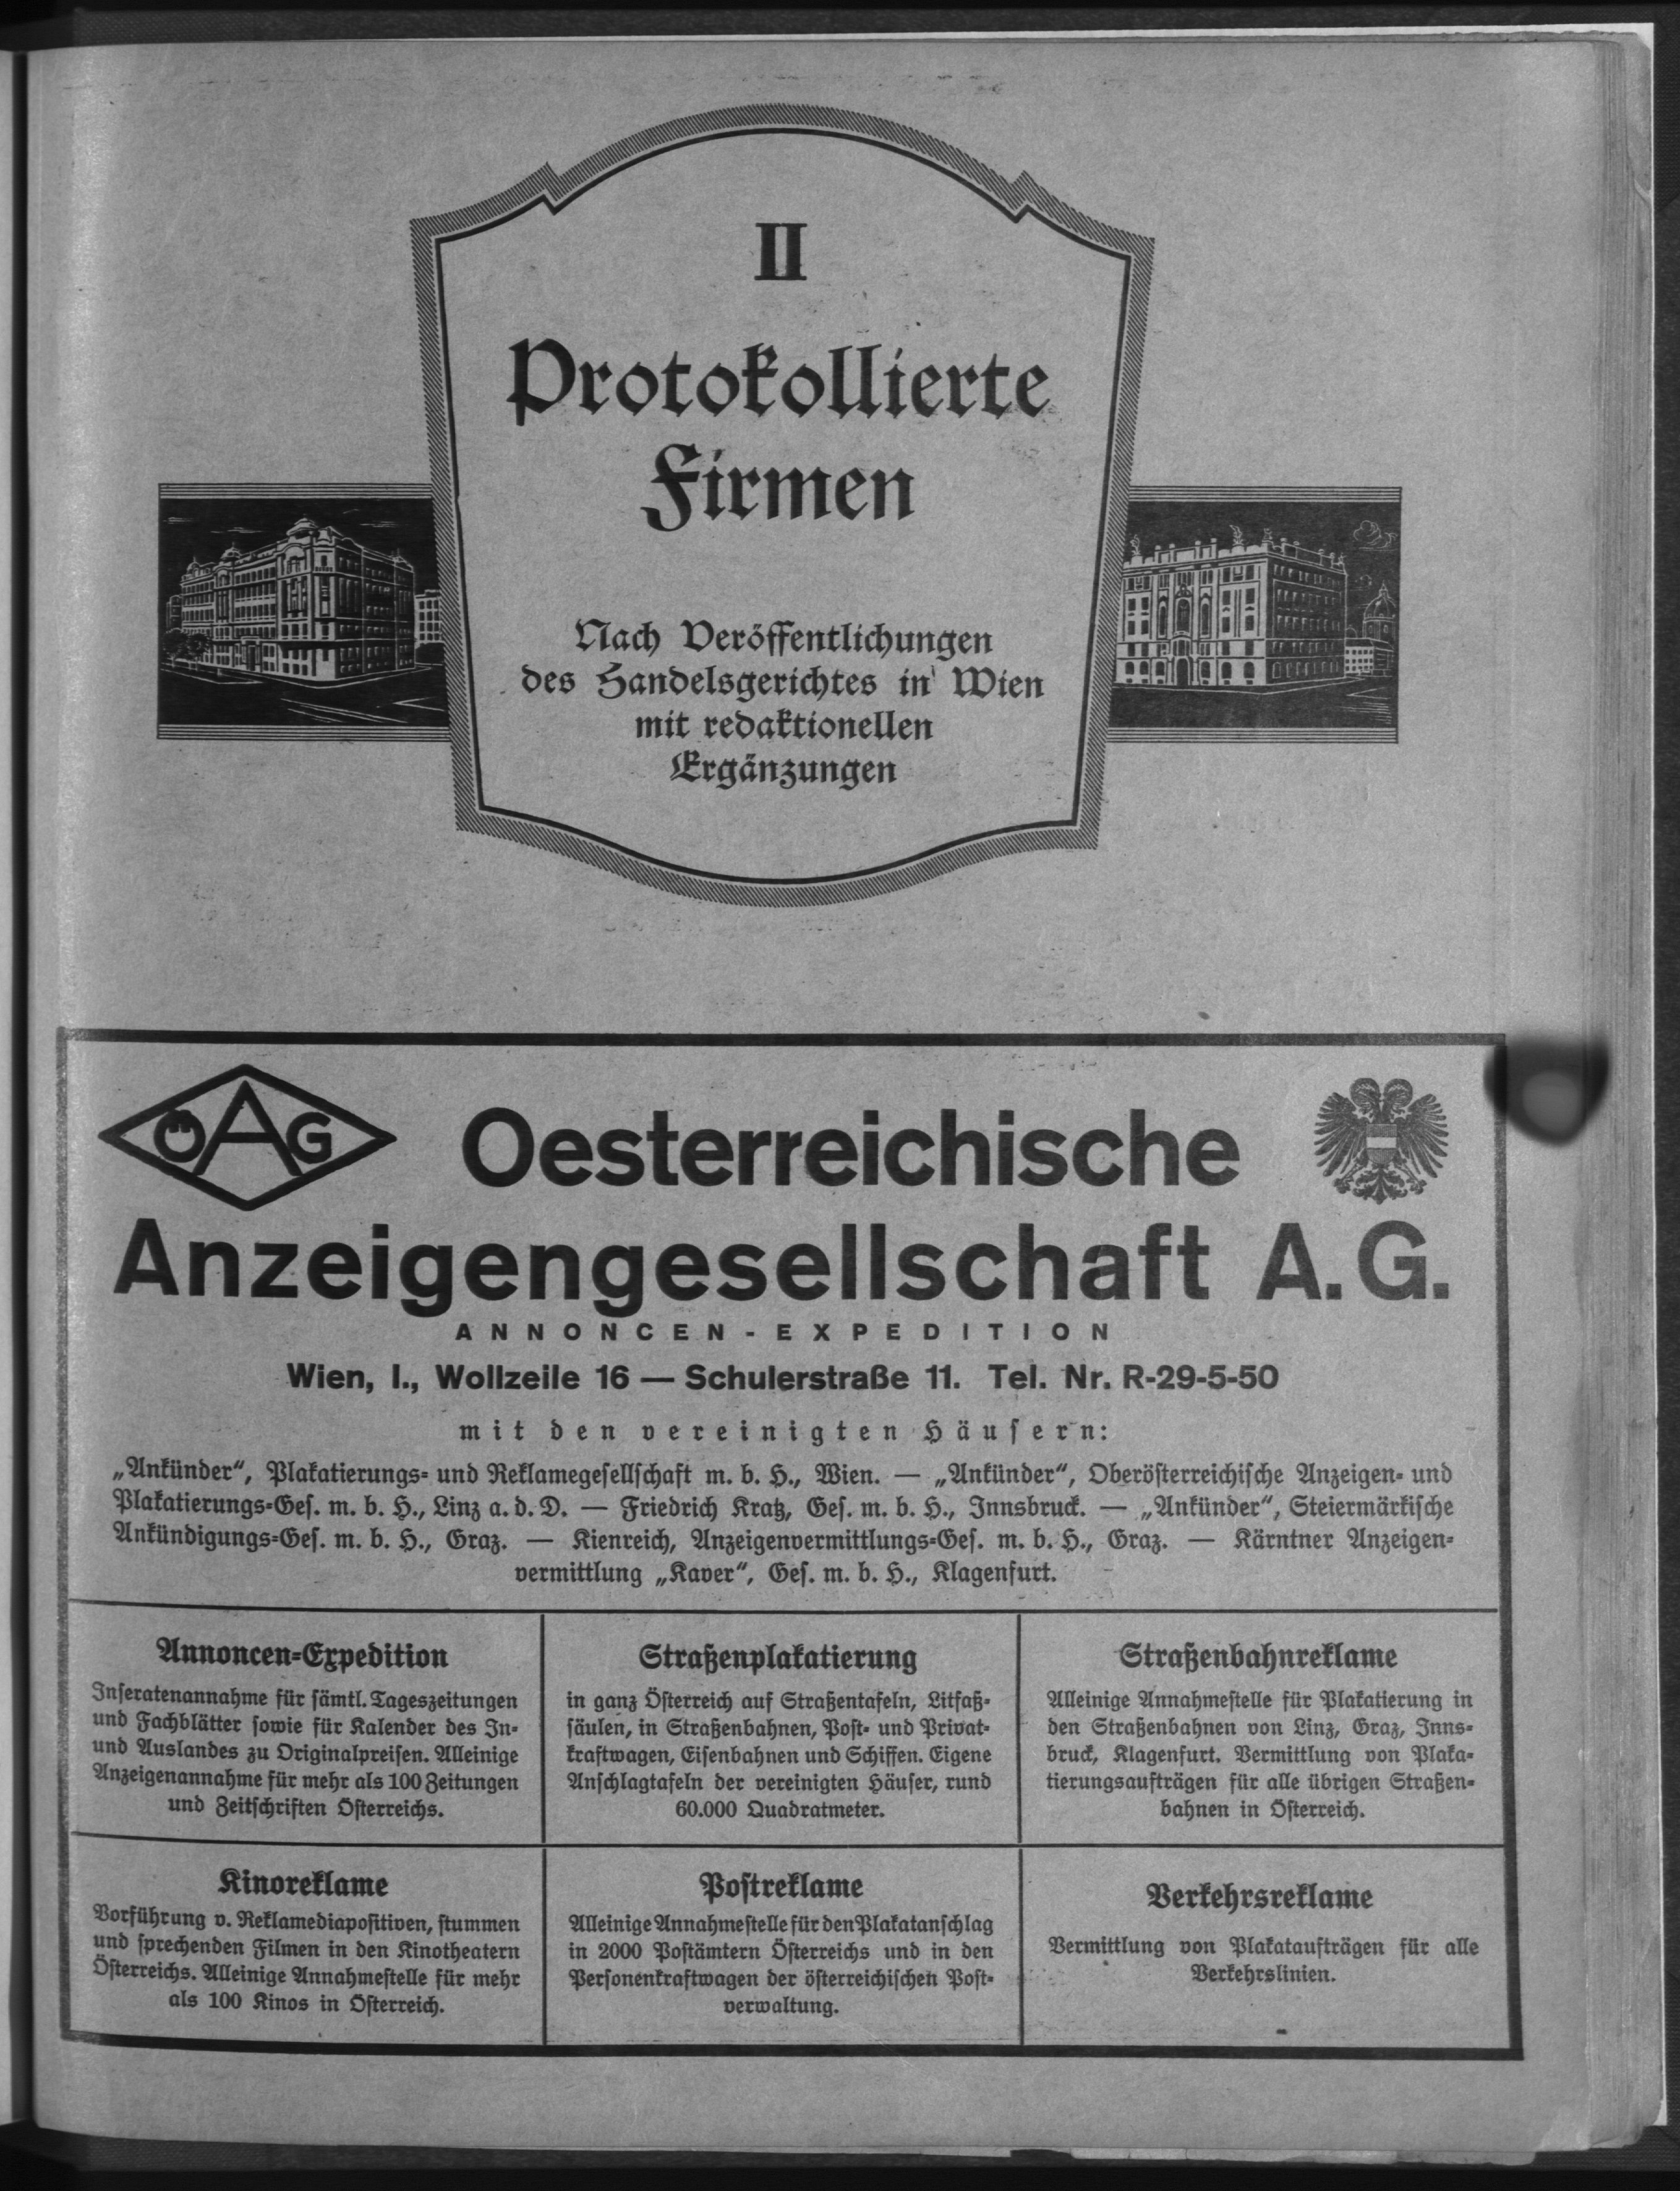 II
Protokollierte
Firmen
Nach Veröffentlichungen
des Handelsgerichtes in Wien
mit redaktionellen
Ergänzungen
ÖAG
Oesterreichische
Anzeigengesellschaft A.G.
ANNONCEN-EXPEDITION
Wien, I., Wollzeile 16 — Schulerstraße 11. Tel. Nr. R-29-5-50
mit den vereinigten Häusern:
„Ankünder“, Plakatierungs- und Reklamegesellschaft m. b. H., Wien. — „Ankünder“, Oberösterreichische Anzeigen- und
Plakatierungs-Ges. m. b. H., Linz a. d. D. — Friedrich Kratz, Ges. m. b. H., Innsbruck. — „Ankünder“, Steiermärkische
Ankündigungs-Ges. m. b. H., Graz. — Kienreich, Anzeigenvermittlungs-Ges. m. b. H., Graz. — Kärntner Anzeigen-
vermittlung „Kaver“, Ges. m. b. H., Klagenfurt.
Annoncen-Expedition
Inseratenannahme für sämtl. Tageszeitungen
und Fachblätter sowie für Kalender des In-
und Auslandes zu Originalpreisen. Alleinige
Anzeigenannahme für mehr als 100 Zeitungen
und Zeitschriften Österreichs.
Straßenplakatierung
in ganz Österreich auf Straßentafeln, Litfaß-
säulen, in Straßenbahnen, Post- und Privat-
kraftwagen, Eisenbahnen und Schiffen. Eigene
Anschlagtafeln der vereinigten Häuser, rund
60.000 Quadratmeter.
Straßenbahnreklame
Alleinige Annahmestelle für Plakatierung in
den Straßenbahnen von Linz, Graz, Inns-
bruck, Klagenfurt. Vermittlung von Plaka-
tierungsaufträgen für alle übrigen Straßen-
bahnen in Österreich.
Kinoreklame
Vorführung v. Reklamediapositiven, stummen
und sprechenden Filmen in den Kinotheatern
Österreichs. Alleinige Annahmestelle für mehr
als 100 Kinos in Österreich.
Postreklame
Alleinige Annahmestelle für den Plakatanschlag
in 2000 Postämtern Österreichs und in den
Personenkraftwagen der österreichischen Post-
verwaltung.
Verkehrsreklame
Vermittlung von Plakataufträgen für alle
Verkehrslinien.